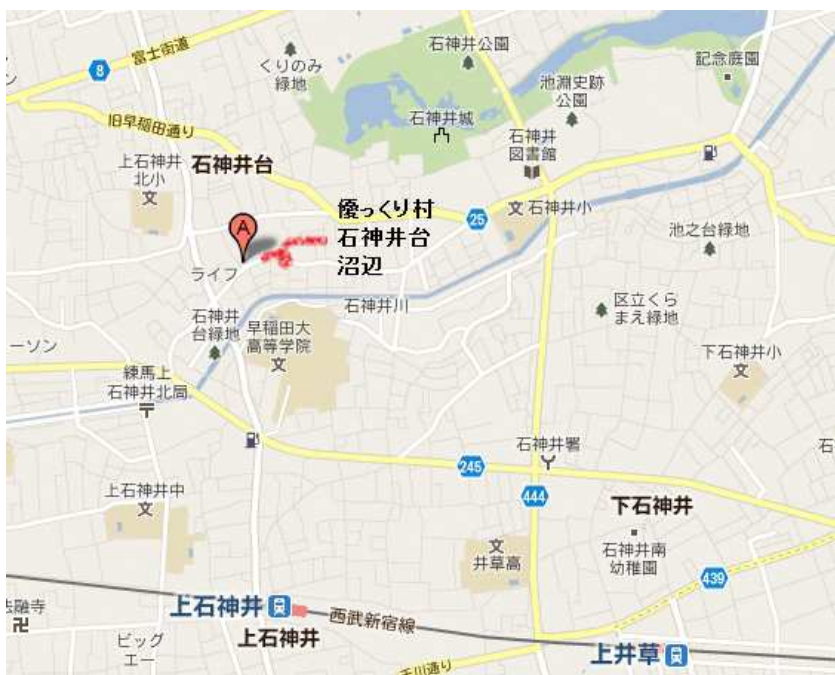 石神井公園
富士街道
8
くりのみ
緑地
記念庭園
池淵史跡
公園
石神井城
旧早稲田通り
石神井
図書館
上石神井
北小
石神井台
優っくり村
石神井台
沼辺
25
石神井小
A
池之台緑地
ライフ
石神井川
石神井
台緑地
早稲田大
高等学院
区立くら
まえ緑地
ーソン
下石神井小
練馬上
石神井北局
石神井署
245
石
444
上石神井中
下石神井
井草高
石神井南
幼稚園
439
上石神井
法融寺
西武新宿線
ビッグ
エー
上石神井
上井草
千川通り